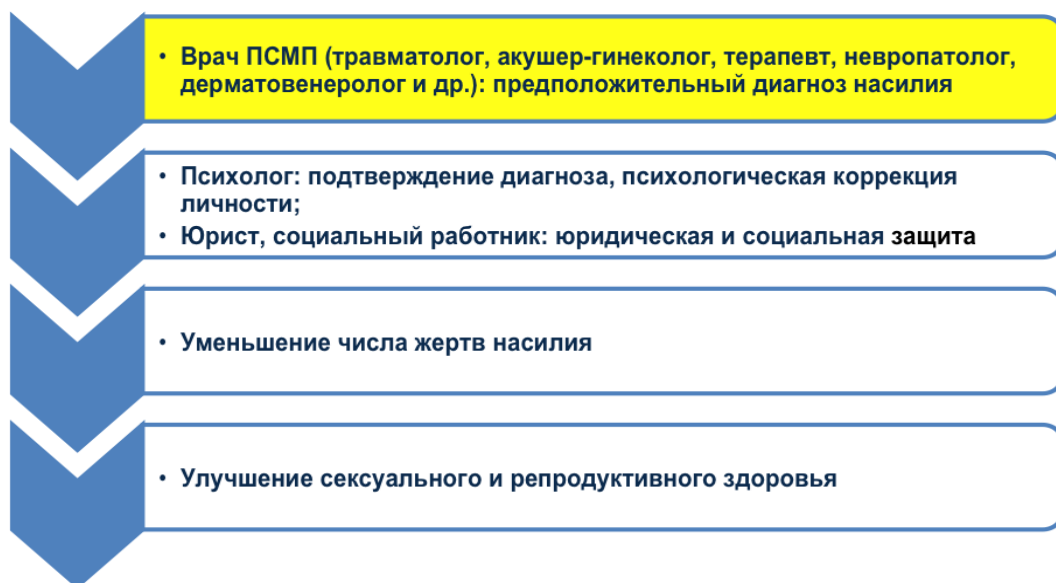 • Врач ПСМП (травматолог, акушер-гинеколог, терапевт, невропатолог,
дерматовенеролог и др.): предположительный диагноз насилия
• Психолог: подтверждение диагноза, психологическая коррекция
личности;
• Юрист, социальный работник: юридическая и социальная защита
• Уменьшение числа жертв насилия
• Улучшение сексуального и репродуктивного здоровья